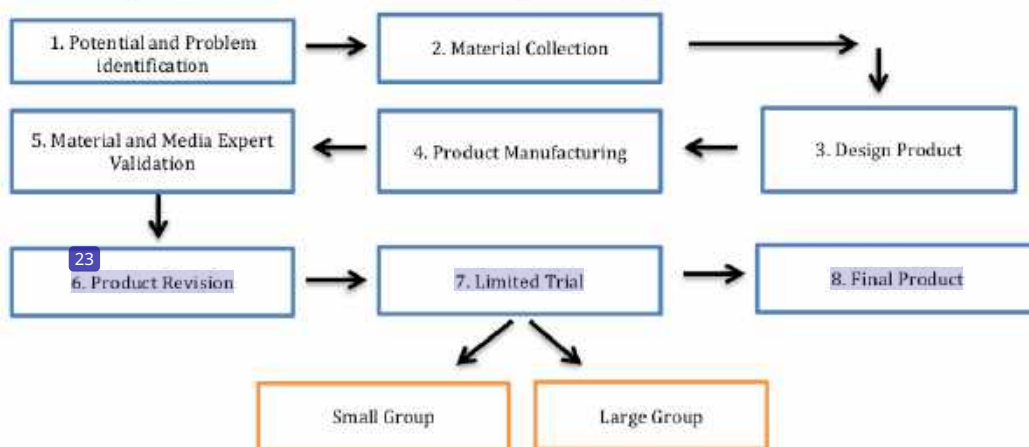 1. Potential and Problem
identification
2. Material Collection
3. Design Product
4. Product Manufacturing
5. Material and Media Expert
Validation
23
6. Product Revision
7. Limited Trial
8. Final Product
Small Group
Large Group